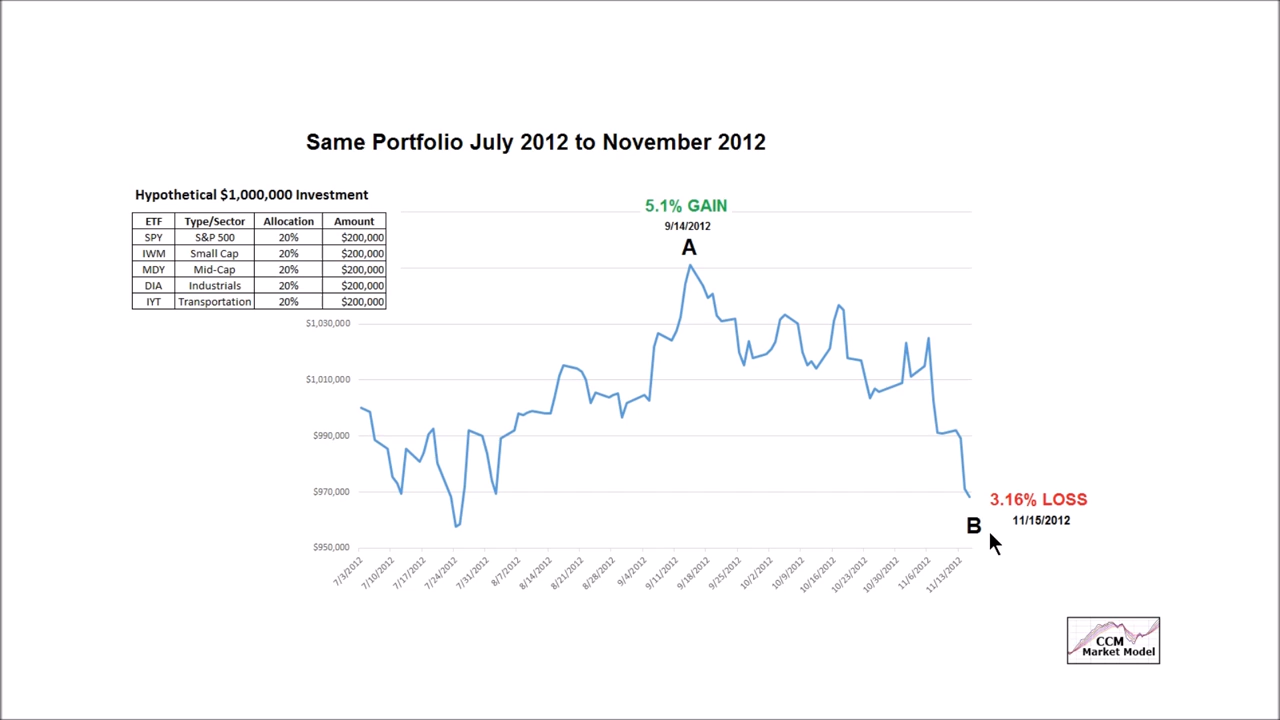 Same Portfolio July 2012 to November 2012
Hypothetical $1,000,000 Investment
ETF Type/Sector Allocation Amount
SPY S&P 500 20% $200,000
IWM Small Cap 20% $200,000
MDY Mid-Cap 20% $200,000
DIA Industrials 20% $200,000
IYT Transportation 20% $200,000
5.1% GAIN
9/14/2012
A
$1,030,000
$1,010,000
$990,000
$970,000
$950,000
3.16% LOSS
11/15/2012
B
7/3/2012 7/10/2012 7/17/2012 7/24/2012 7/31/2012 8/7/2012 8/14/2012 8/21/2012 8/28/2012 9/4/2012 9/11/2012 9/18/2012 9/25/2012 10/2/2012 10/9/2012 10/16/2012 10/23/2012 10/30/2012 11/6/2012 11/13/2012
CCM
Market Model